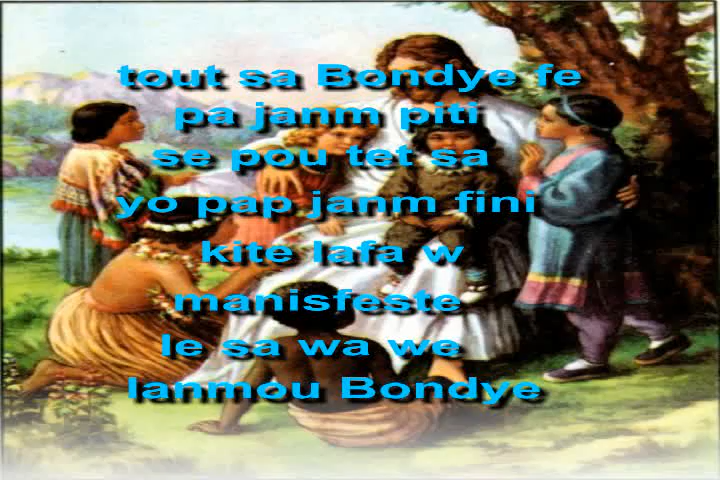 tout sa Bondye fe
pa janm piti
se pou tet sa
yo pap janm fini
kite lafa w
manisfeste
le sa wa we
lanmou Bondye